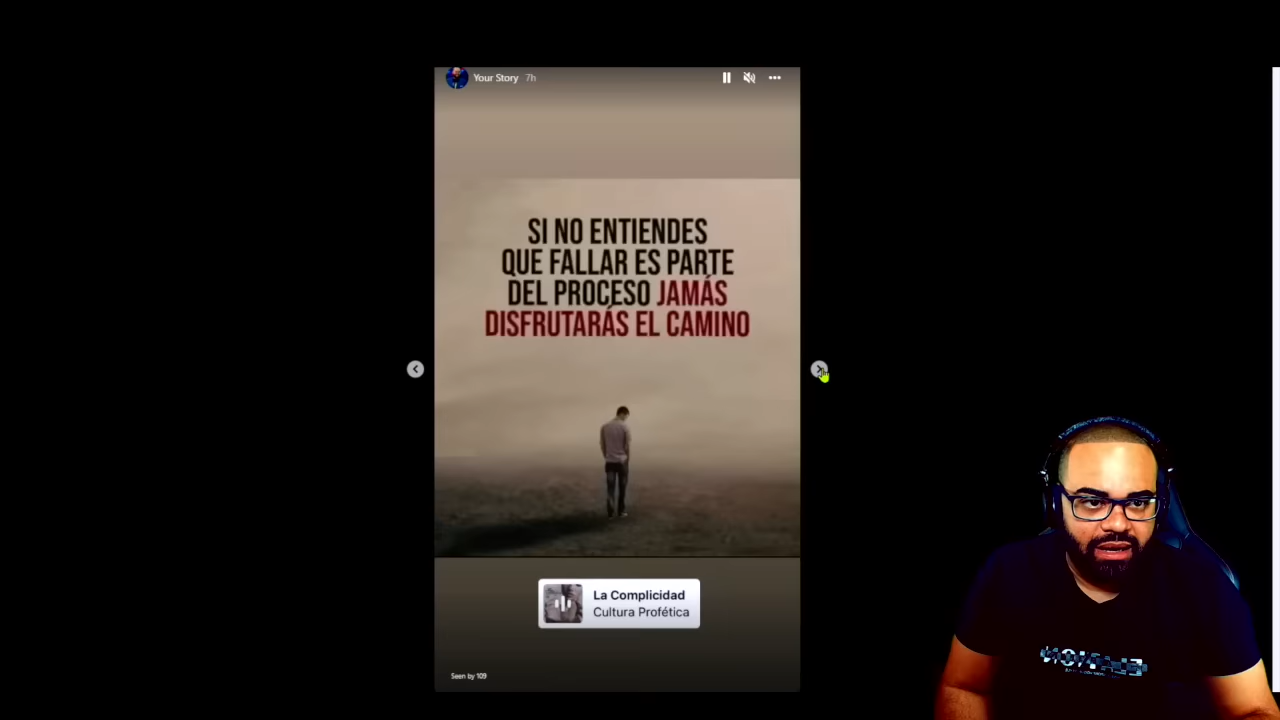 Your Story 7h
SI NO ENTIENDES
QUE FALLAR ES PARTE
DEL PROCESO JAMÁS
DISFRUTARÁS EL CAMINO
La Complicidad
Cultura Profética
Seen by 109